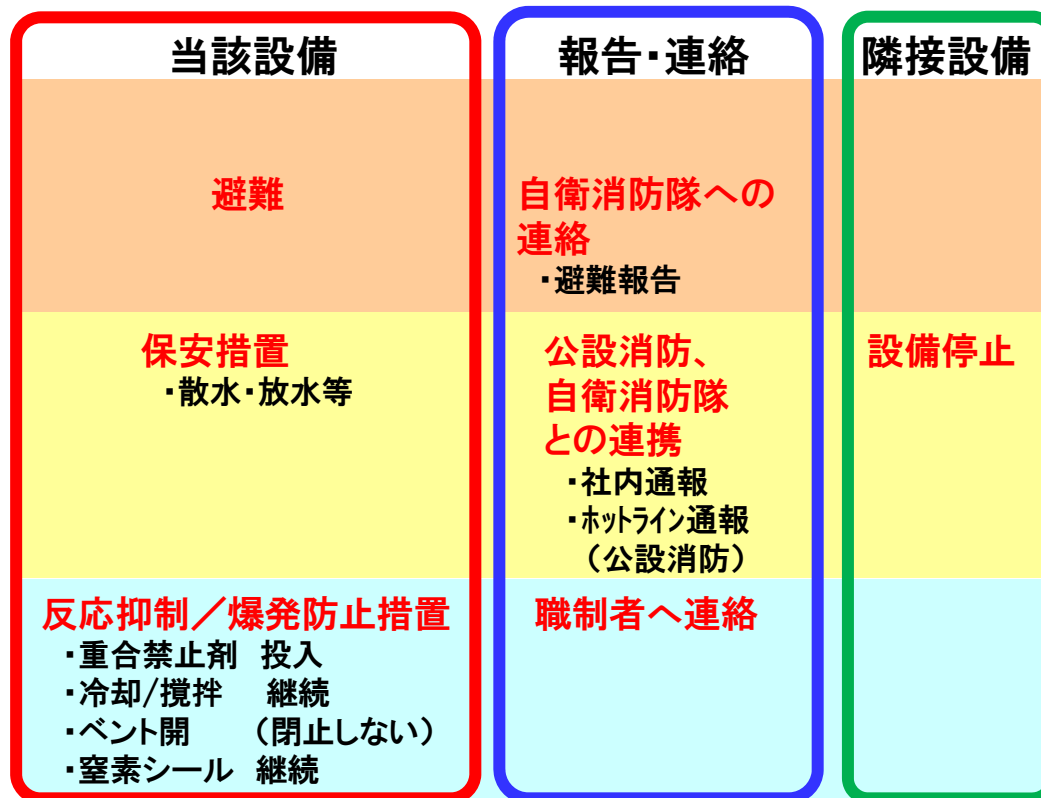 当該設備
報告・連絡
隣接設備
避難
自衛消防隊への
連絡
・避難報告
保安措置
・散水・放水等
公設消防、
自衛消防隊
との連携
・社内通報
・ホットライン通報
（公設消防）
設備停止
反応抑制／爆発防止措置
・重合禁止剤 投入
・冷却/撹拌 継続
・ベント開 （閉止しない）
・窒素シール 継続
職制者へ連絡